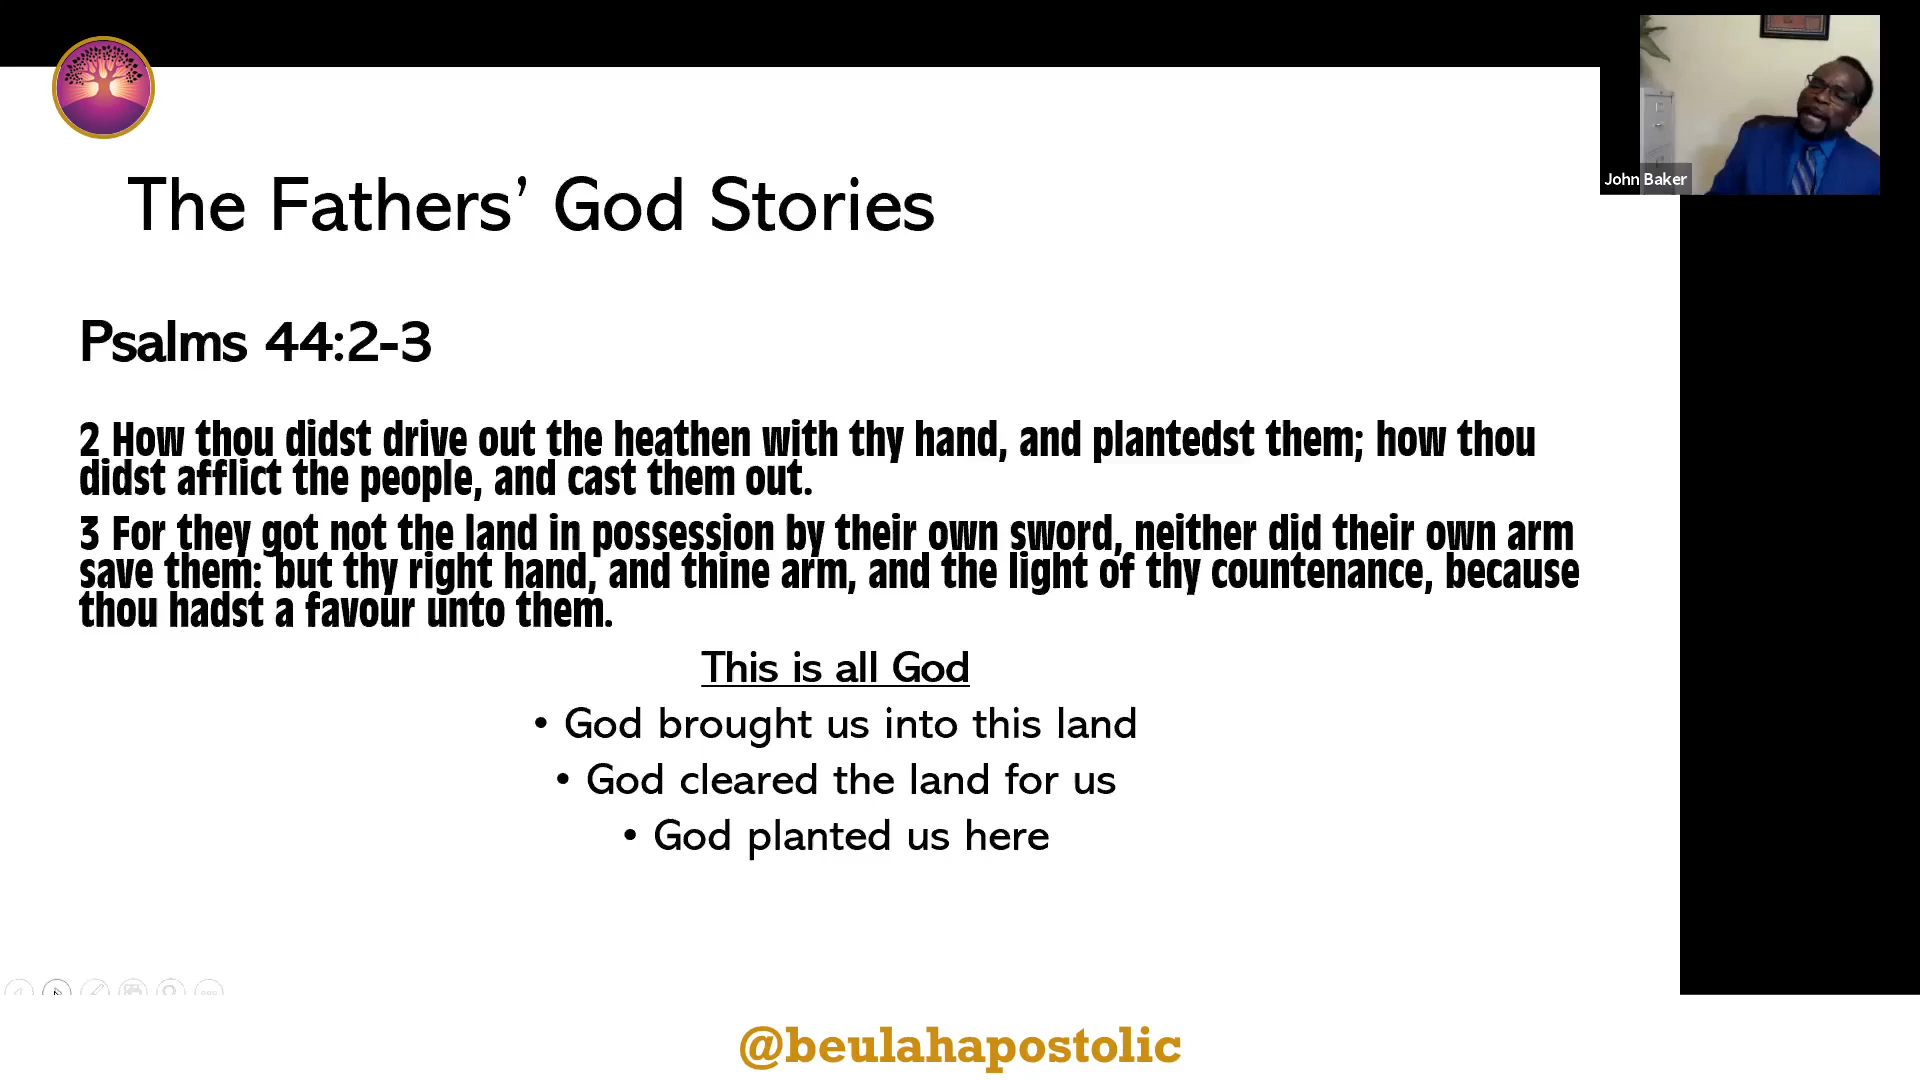 The Fathers’ God Stories
John Baker
Psalms 44:2-3
2 How thou didst drive out the heathen with thy hand, and plantedst them; how thou
didst afflict the people, and cast them out.
3 For they got not the land in possession by their own sword, neither did their own arm
save them: but thy right hand, and thine arm, and the light of thy countenance, because
thou hadst a favour unto them.
This is all God
• God brought us into this land
• God cleared the land for us
• God planted us here
@beulahapostolic